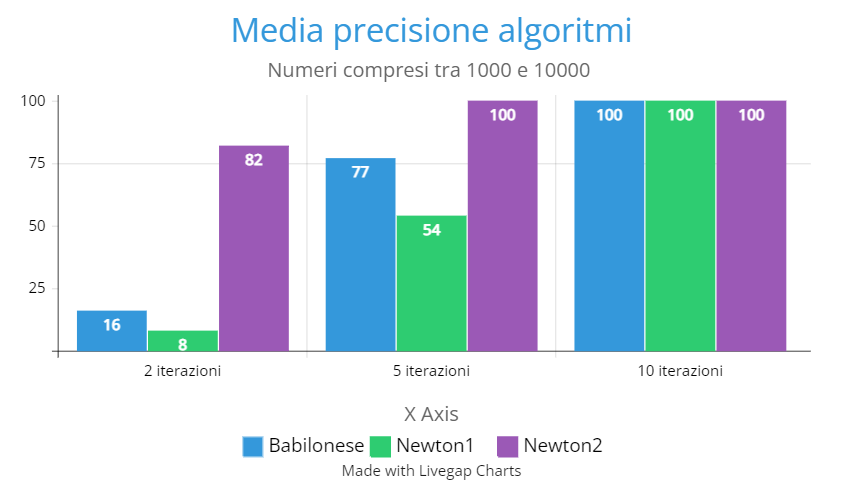 Media precisione algoritmi
Numeri compresi tra 1000 e 10000
100
75
50
25
16
8
82
77
54
100
100
100
100
2 iterazioni
5 iterazioni
10 iterazioni
X Axis
Babilonese Newton1 Newton2
Made with Livegap Charts